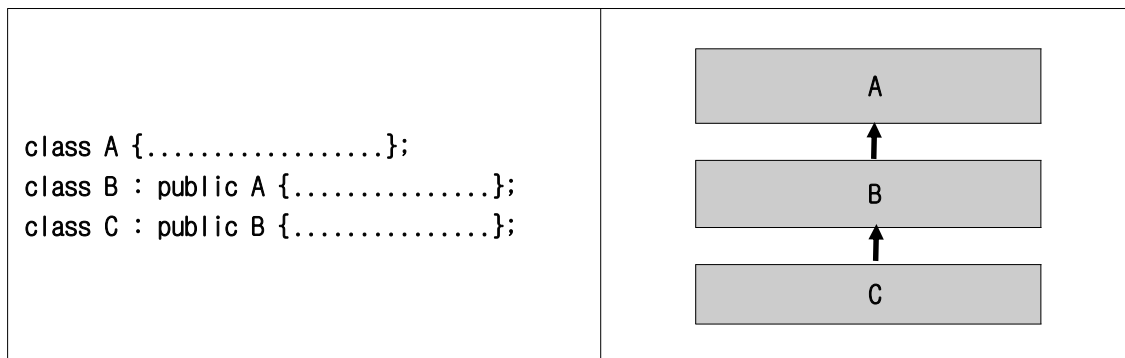 class A {..................};
class B : public A {...............};
class C : public B {...............};
A
B
C